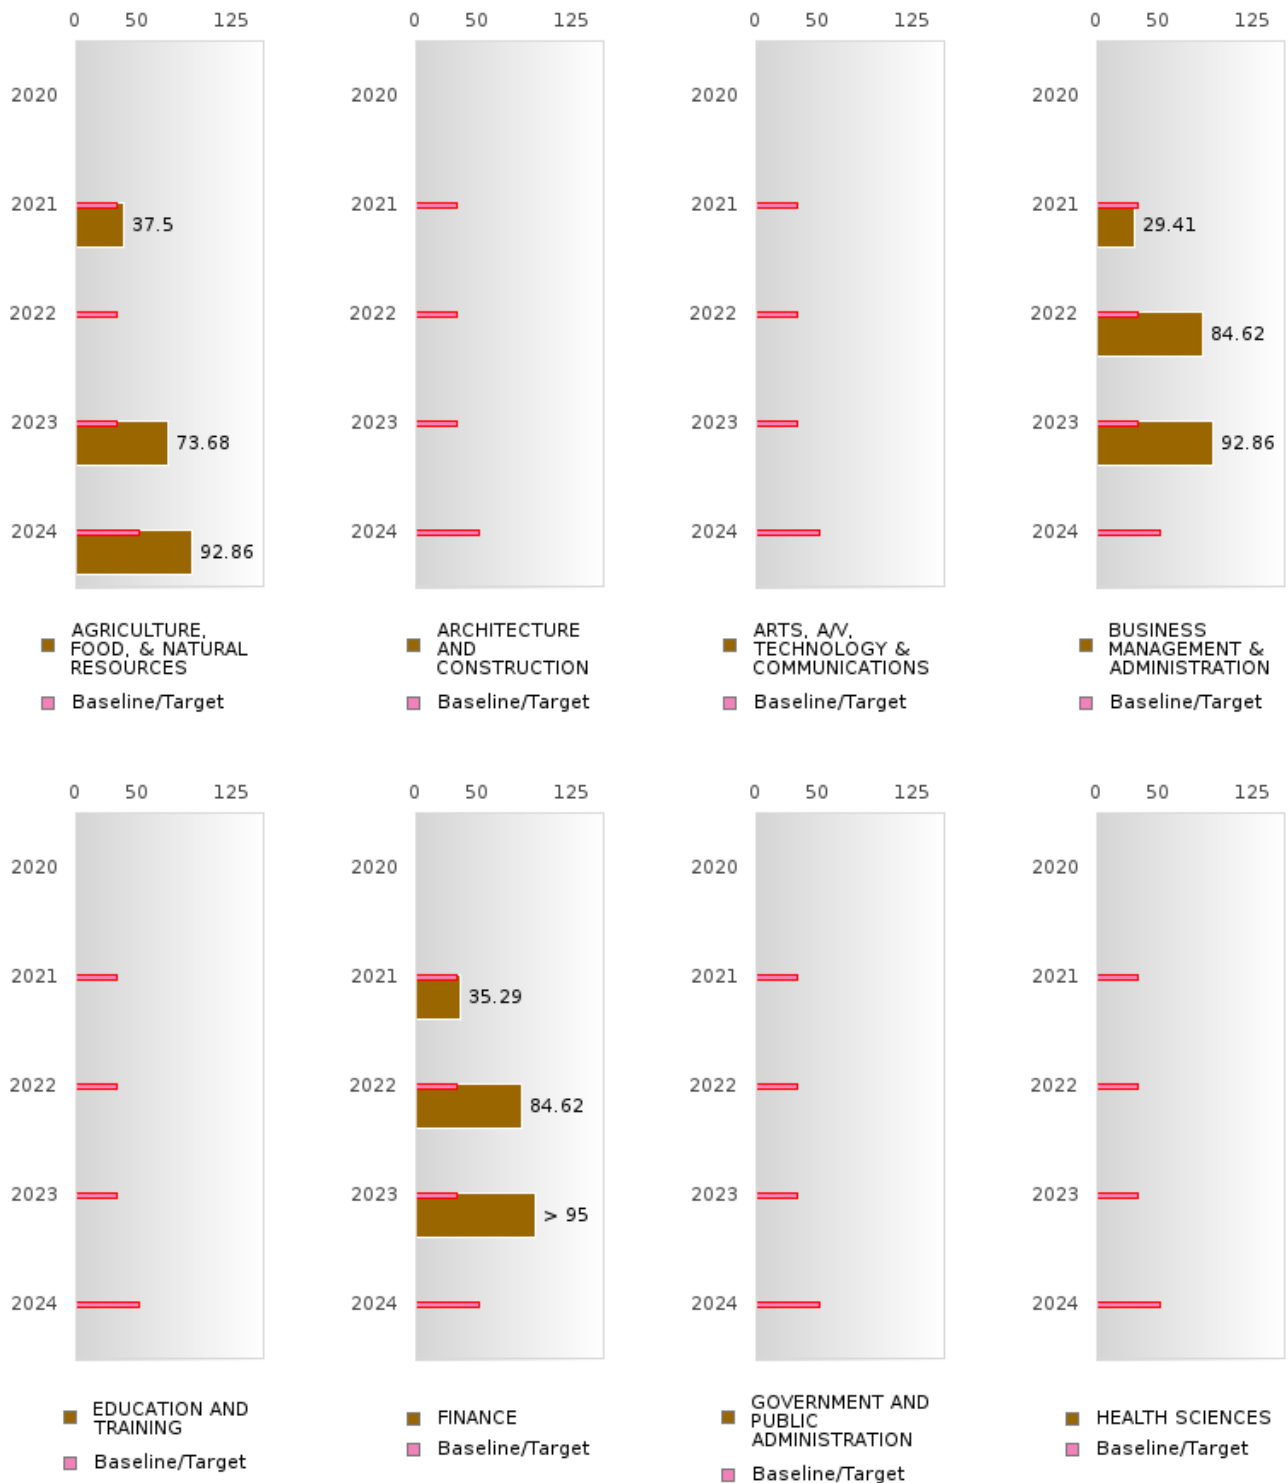 0 50 125
2020
2021
37.5
2022
2023
73.68
2024
92.86
AGRICULTURE,
FOOD, & NATURAL
RESOURCES
Baseline/Target
0 50 125
2020
2021
2022
2023
2024
ARCHITECTURE
AND
CONSTRUCTION
Baseline/Target
0 50 125
2020
2021
2022
2023
2024
ARTS, A/V,
TECHNOLOGY &
COMMUNICATIONS
Baseline/Target
0 50 125
2020
2021
29.41
2022
84.62
2023
92.86
2024
BUSINESS
MANAGEMENT &
ADMINISTRATION
Baseline/Target
0 50 125
2020
2021
2022
2023
2024
EDUCATION AND
TRAINING
Baseline/Target
0 50 125
2020
2021
35.29
2022
84.62
2023
> 95
2024
FINANCE
Baseline/Target
0 50 125
2020
2021
2022
2023
2024
GOVERNMENT AND
PUBLIC
ADMINISTRATION
Baseline/Target
0 50 125
2020
2021
2022
2023
2024
HEALTH SCIENCES
Baseline/Target